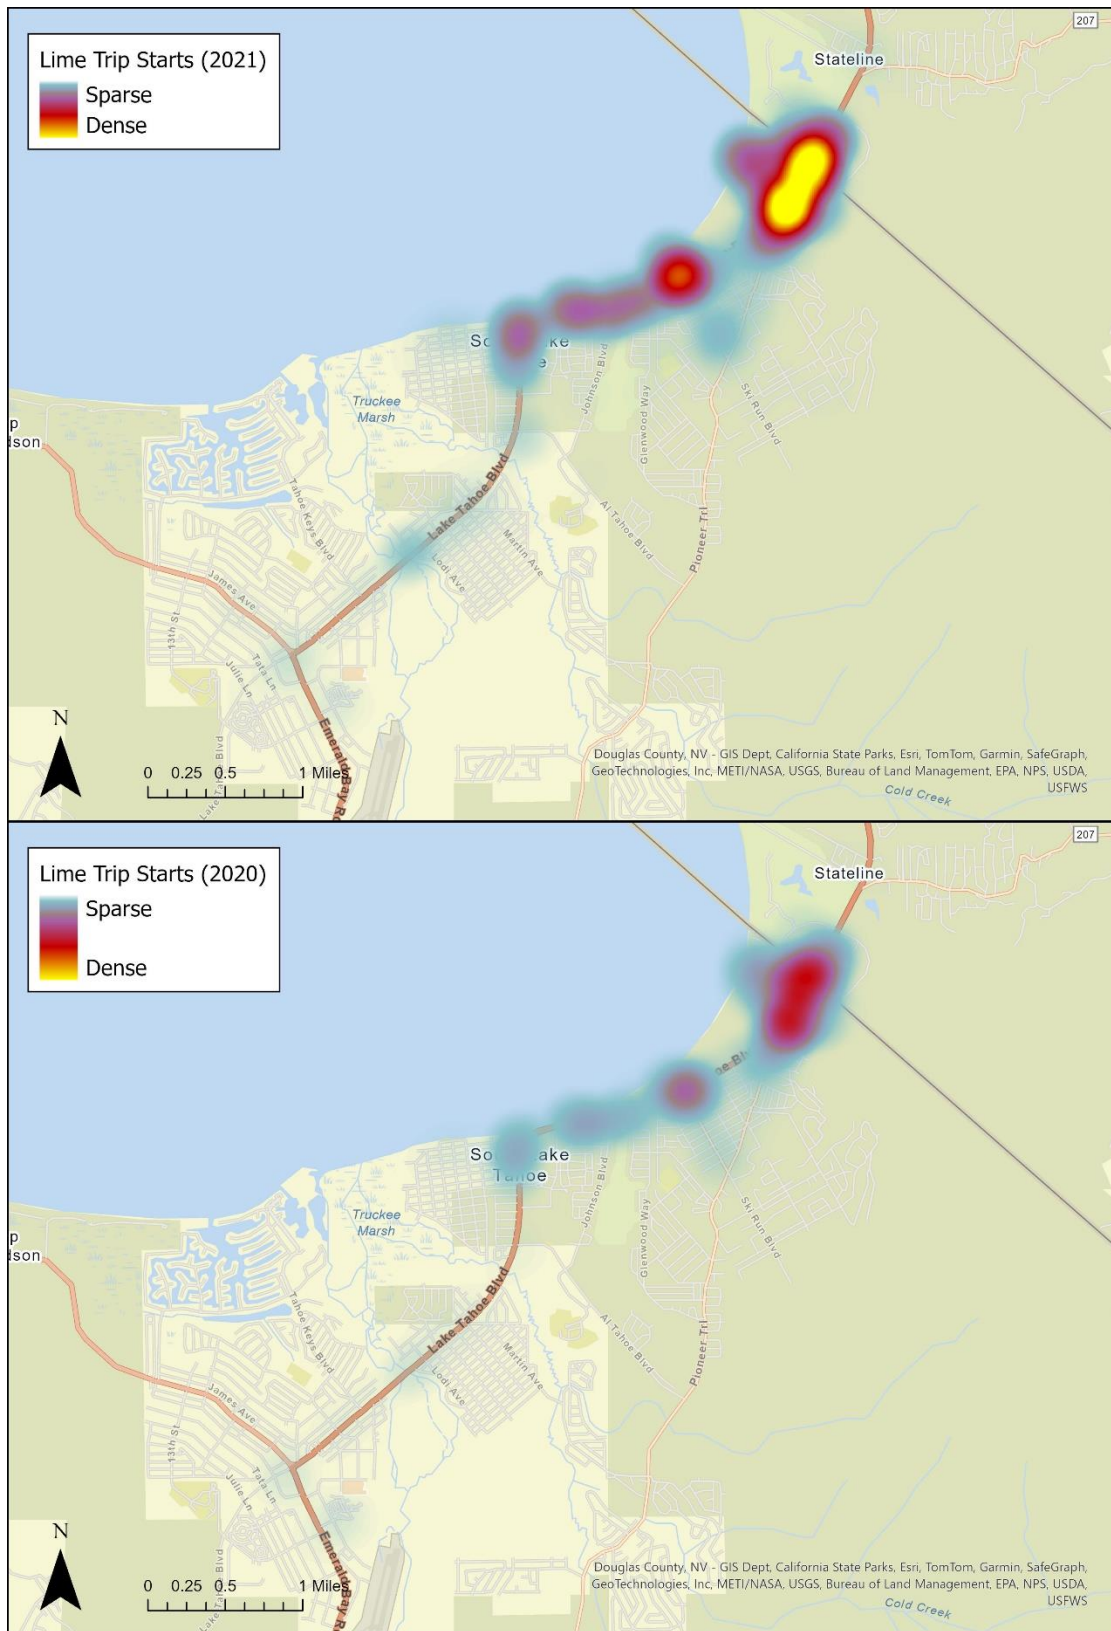 Lime Trip Starts (2021)
Sparse
Dense
207
Stateline
Truckee
Marsh
Tahoe Keys Blvd
Lake Tahoe Blvd
Martin Ave
Lodi Ave
Johnson Blvd
Glenwood Way
Ski Run Blvd
Al Tahoe Blvd
Pioneer Trl
James Ave
13th St
Julie Ln
Tata Ln
N
0 0.25 0.5 1 Miles
Douglas County, NV - GIS Dept, California State Parks, Esri, TomTom, Garmin, SafeGraph,
GeoTechnologies, Inc, METI/NASA, USGS, Bureau of Land Management, EPA, NPS, USDA,
USFWS
Cold Creek
Lime Trip Starts (2020)
Sparse
Dense
207
Stateline
Tahoe
Truckee
Marsh
Tahoe Keys Blvd
Lake Tahoe Blvd
Martin Ave
Lodi Ave
Johnson Blvd
Glenwood Way
Ski Run Blvd
Al Tahoe Blvd
Pioneer Trl
James Ave
13th St
Julie Ln
Tata Ln
N
0 0.25 0.5 1 Miles
Douglas County, NV - GIS Dept, California State Parks, Esri, TomTom, Garmin, SafeGraph,
GeoTechnologies, Inc, METI/NASA, USGS, Bureau of Land Management, EPA, NPS, USDA,
USFWS
Cold Creek